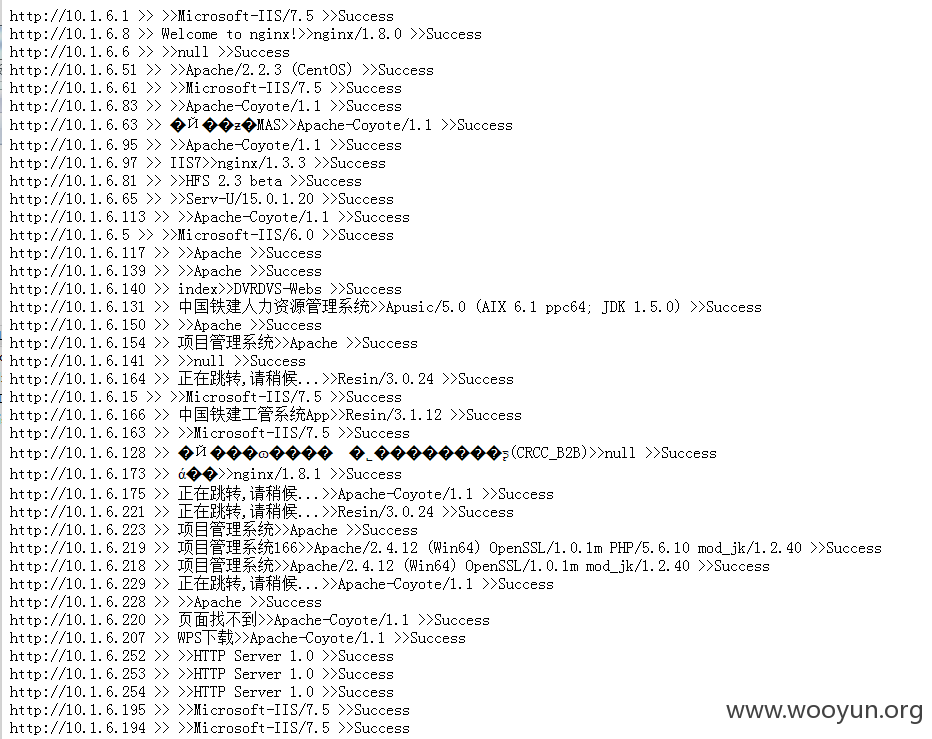 http://10.1.6.1 >> >>Microsoft-IIS/7.5 >>Success
http://10.1.6.8 >> Welcome to nginx!>>nginx/1.8.0 >>Success
http://10.1.6.6 >> >>null >>Success
http://10.1.6.51 >> >>Apache/2.2.3 (CentOS) >>Success
http://10.1.6.61 >> >>Microsoft-IIS/7.5 >>Success
http://10.1.6.83 >> >>Apache-Coyote/1.1 >>Success
http://10.1.6.63 >> �Й��ƶ�MAS>>Apache-Coyote/1.1 >>Success
http://10.1.6.95 >> >>Apache-Coyote/1.1 >>Success
http://10.1.6.97 >> IIS7>>nginx/1.3.3 >>Success
http://10.1.6.81 >> >>HFS 2.3 beta >>Success
http://10.1.6.65 >> >>Serv-U/15.0.1.20 >>Success
http://10.1.6.113 >> >>Apache-Coyote/1.1 >>Success
http://10.1.6.5 >> >>Microsoft-IIS/6.0 >>Success
http://10.1.6.117 >> >>Apache >>Success
http://10.1.6.139 >> >>Apache >>Success
http://10.1.6.140 >> index>>DVRDVS-Webs >>Success
http://10.1.6.131 >> 中国铁建人力资源管理系统>>Apusic/5.0 (AIX 6.1 ppc64; JDK 1.5.0) >>Success
http://10.1.6.150 >> >>Apache >>Success
http://10.1.6.154 >> 项目管理系统>>Apache >>Success
http://10.1.6.141 >> >>null >>Success
http://10.1.6.164 >> 正在跳转,请稍候...>>Resin/3.0.24 >>Success
http://10.1.6.15 >> >>Microsoft-IIS/7.5 >>Success
http://10.1.6.166 >> 中国铁建工管系统App>>Resin/3.1.12 >>Success
http://10.1.6.163 >> >>Microsoft-IIS/7.5 >>Success
http://10.1.6.128 >> (CRCC_B2B)>>null >>Success
http://10.1.6.173 >> ά��>>nginx/1.8.1 >>Success
http://10.1.6.175 >> 正在跳转,请稍候...>>Apache-Coyote/1.1 >>Success
http://10.1.6.221 >> 正在跳转,请稍候...>>Resin/3.0.24 >>Success
http://10.1.6.223 >> 项目管理系统>>Apache >>Success
http://10.1.6.219 >> 项目管理系统166>>Apache/2.4.12 (Win64) OpenSSL/1.0.1m PHP/5.6.10 mod_jk/1.2.40 >>Success
http://10.1.6.218 >> 项目管理系统>>Apache/2.4.12 (Win64) OpenSSL/1.0.1m mod_jk/1.2.40 >>Success
http://10.1.6.229 >> 正在跳转,请稍候...>>Apache-Coyote/1.1 >>Success
http://10.1.6.228 >> >>Apache >>Success
http://10.1.6.220 >> 页面找不到>>Apache-Coyote/1.1 >>Success
http://10.1.6.207 >> WPS下载>>Apache-Coyote/1.1 >>Success
http://10.1.6.252 >> >>HTTP Server 1.0 >>Success
http://10.1.6.253 >> >>HTTP Server 1.0 >>Success
http://10.1.6.254 >> >>HTTP Server 1.0 >>Success
http://10.1.6.195 >> >>Microsoft-IIS/7.5 >>Success
http://10.1.6.194 >> >>Microsoft-IIS/7.5 >>Success
www.wooyun.org